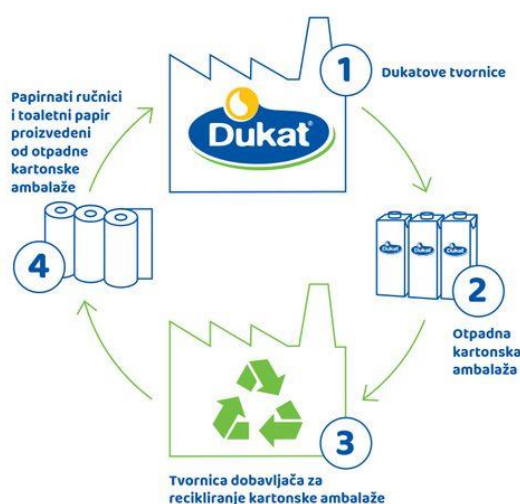 1
Dukatove tvornice
Dukat®
Dukat
Dukat
Dukat
2
Otpadna
kartonska
ambalaža
3
Tvornica dobavljača za
recikliranje kartonske ambalaže
4
Papirnati ručnici
i toaletni papir
proizvedeni
od otpadne
kartonske
ambalaže